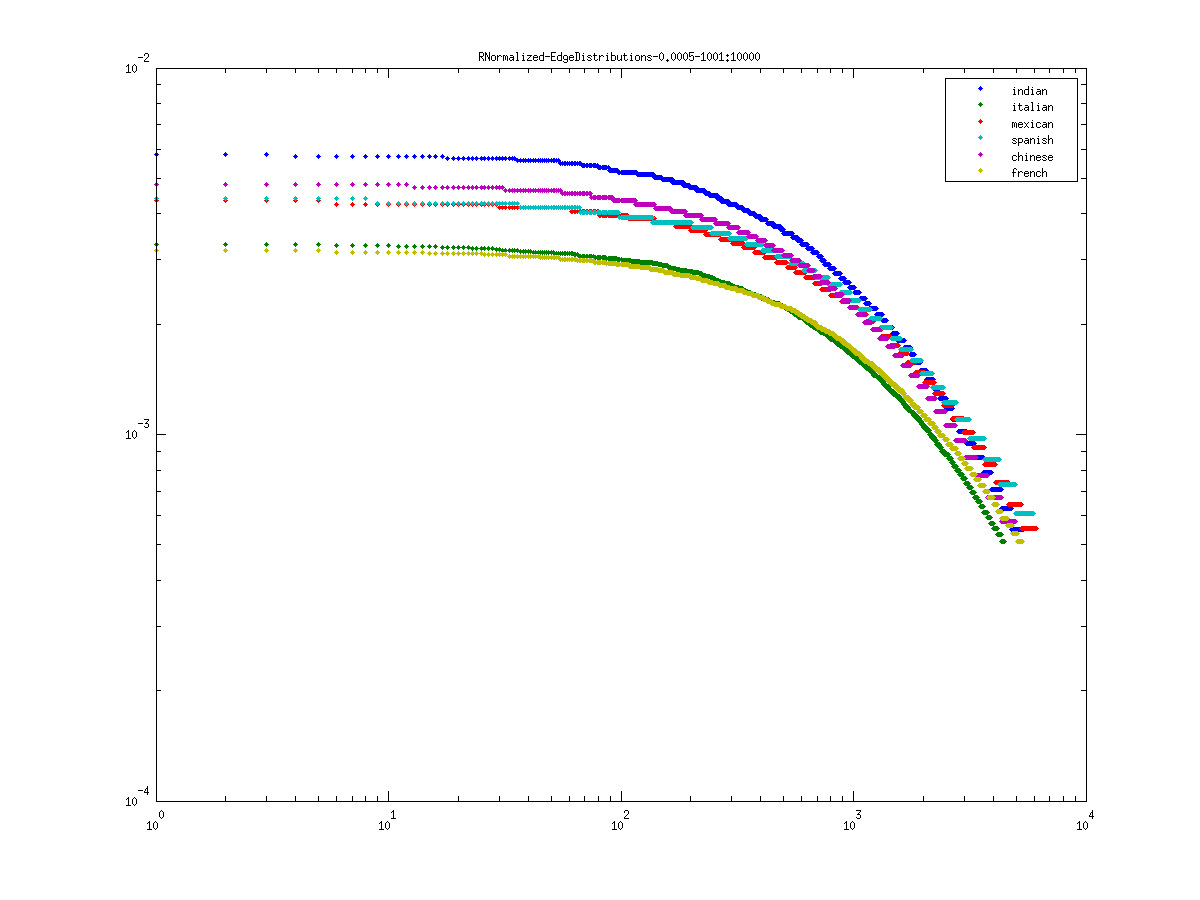 RNormalized-EdgeDistributions-0.0005-1001:10000
10^-2
indian
italian
mexican
spanish
chinese
french
10^-3
10^-4
10^0 10^1 10^2 10^3 10^4